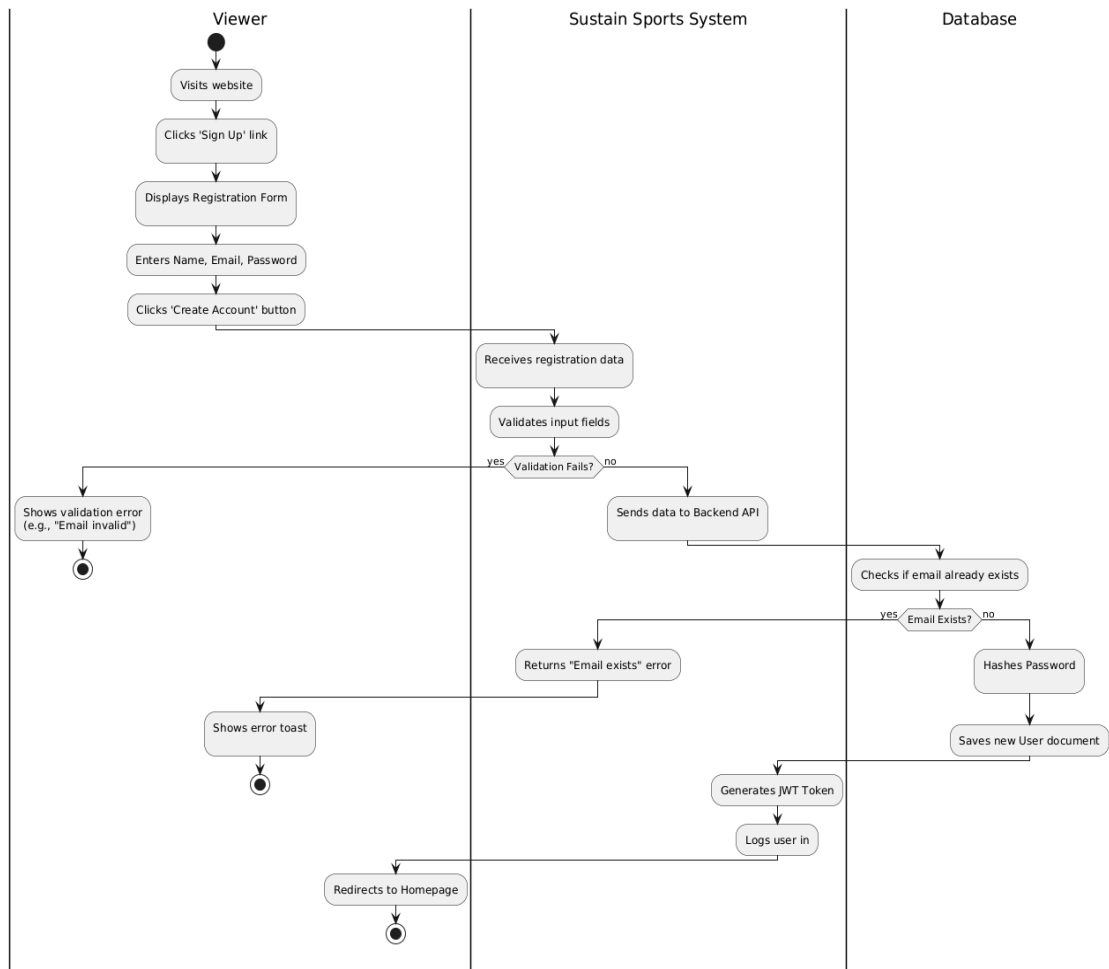 Viewer
Sustain Sports System
Database
Visits website
Clicks 'Sign Up' link
Displays Registration Form
Enters Name, Email, Password
Clicks 'Create Account' button
Receives registration data
Validates input fields
yes
Validation Fails?
no
Shows validation error
(e.g., "Email invalid")
Sends data to Backend API
Checks if email already exists
yes
Email Exists?
no
Returns "Email exists" error
Hashes Password
Shows error toast
Saves new User document
Generates JWT Token
Logs user in
Redirects to Homepage